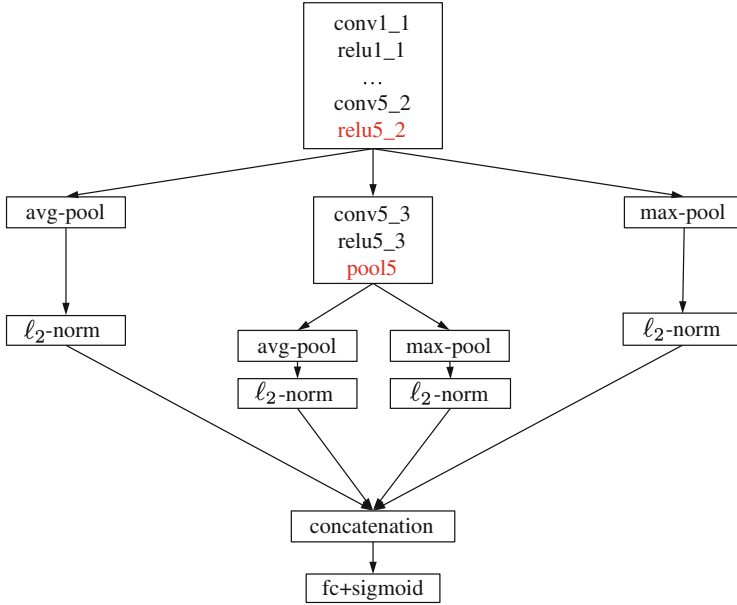 conv1_1
relu1_1
...
conv5_2
relu5_2
avg-pool
conv5_3
relu5_3
pool5
max-pool
ℓ2-norm
avg-pool
max-pool
ℓ2-norm
ℓ2-norm
ℓ2-norm
concatenation
fc+sigmoid